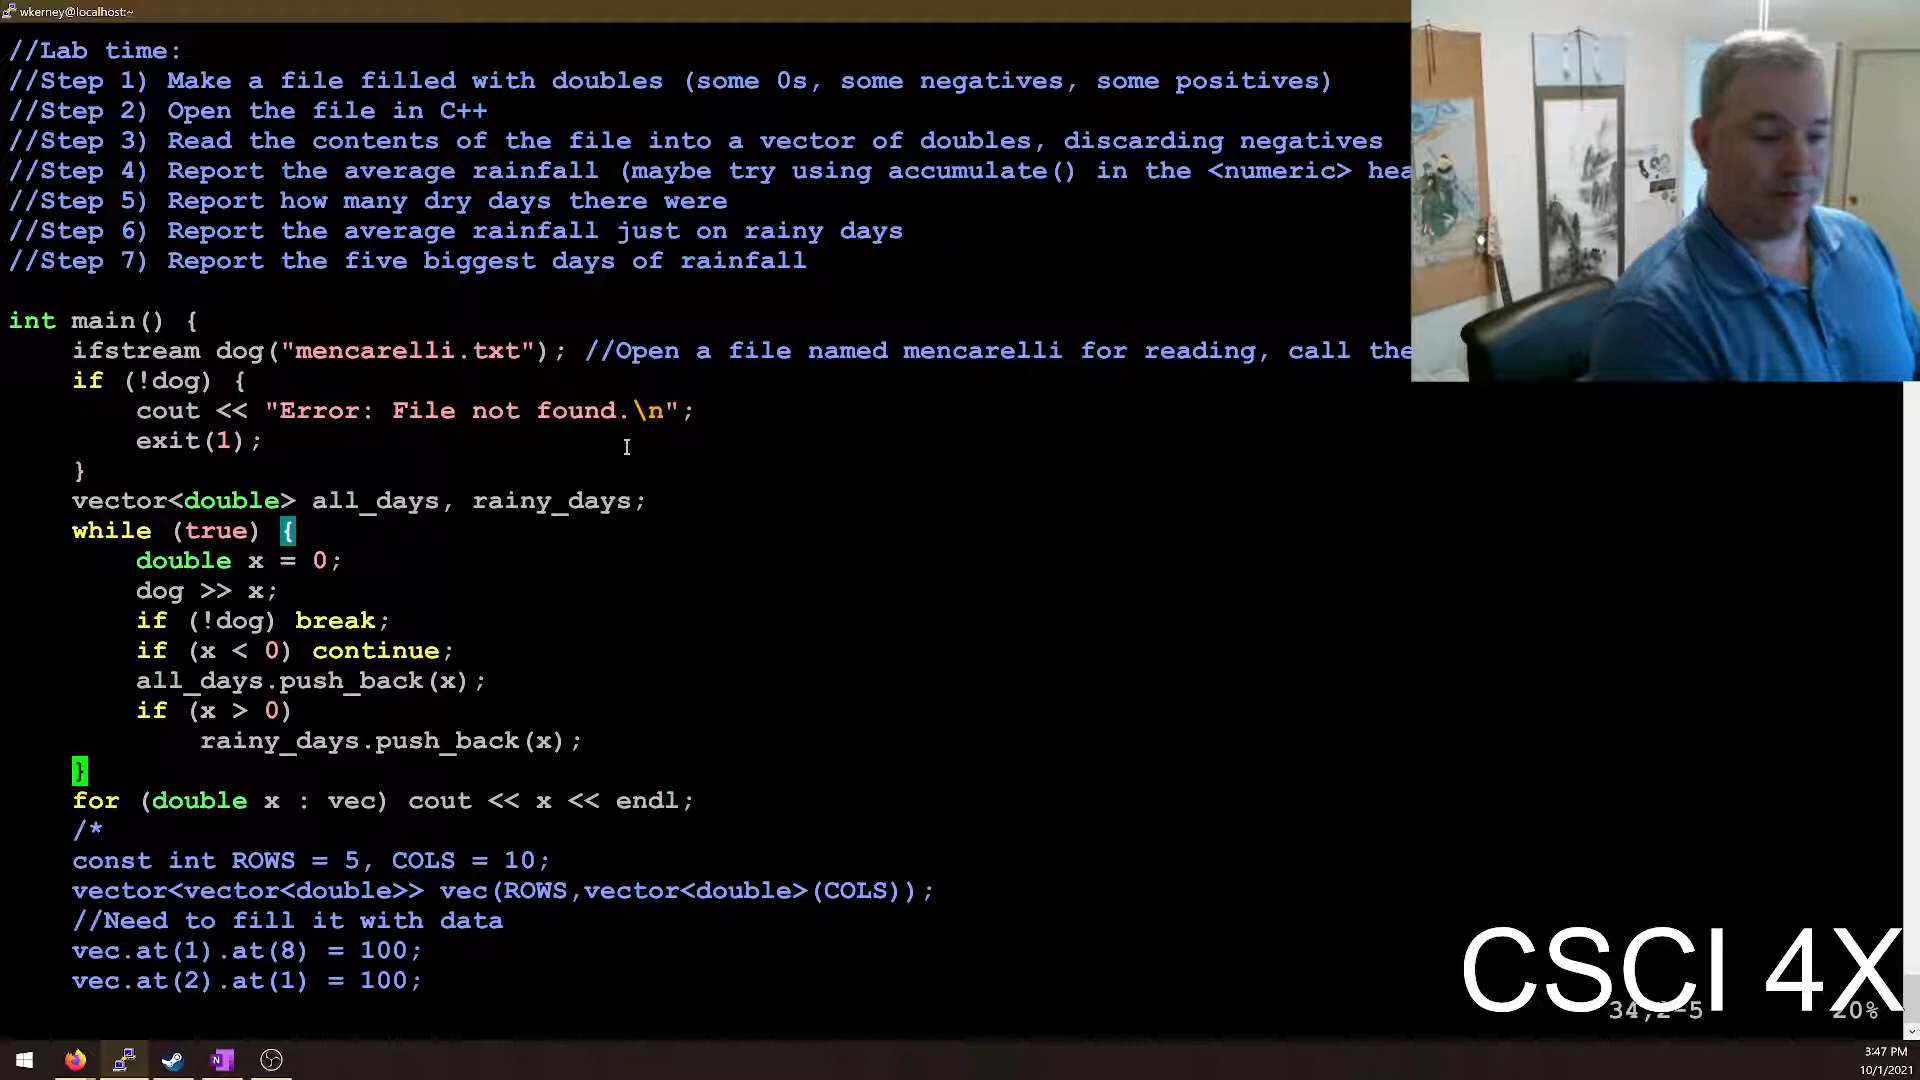 wkerney@localhost:~
//Lab time:
//Step 1) Make a file filled with doubles (some 0s, some negatives, some positives)
//Step 2) Open the file in C++
//Step 3) Read the contents of the file into a vector of doubles, discarding negatives
//Step 4) Report the average rainfall (maybe try using accumulate() in the <numeric> hea
//Step 5) Report how many dry days there were
//Step 6) Report the average rainfall just on rainy days
//Step 7) Report the five biggest days of rainfall
int main() {
    ifstream dog("mencarelli.txt"); //Open a file named mencarelli for reading, call the
    if (!dog) {
        cout << "Error: File not found.\n";
        exit(1);
    }
    vector<double> all_days, rainy_days;
    while (true) {
        double x = 0;
        dog >> x;
        if (!dog) break;
        if (x < 0) continue;
        all_days.push_back(x);
        if (x > 0)
            rainy_days.push_back(x);
    }
    for (double x : vec) cout << x << endl;
    /*
    const int ROWS = 5, COLS = 10;
    vector<vector<double>> vec(ROWS,vector<double>(COLS));
    //Need to fill it with data
    vec.at(1).at(8) = 100;
    vec.at(2).at(1) = 100;
CSCI 4X
20%
3:47 PM
10/1/2021